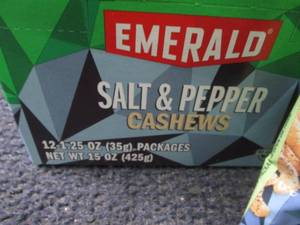 EMERALD®
SALT & PEPPER
CASHEWS
12-1.25 OZ (35g) PACKAGES
NET WT 15 OZ (425g)